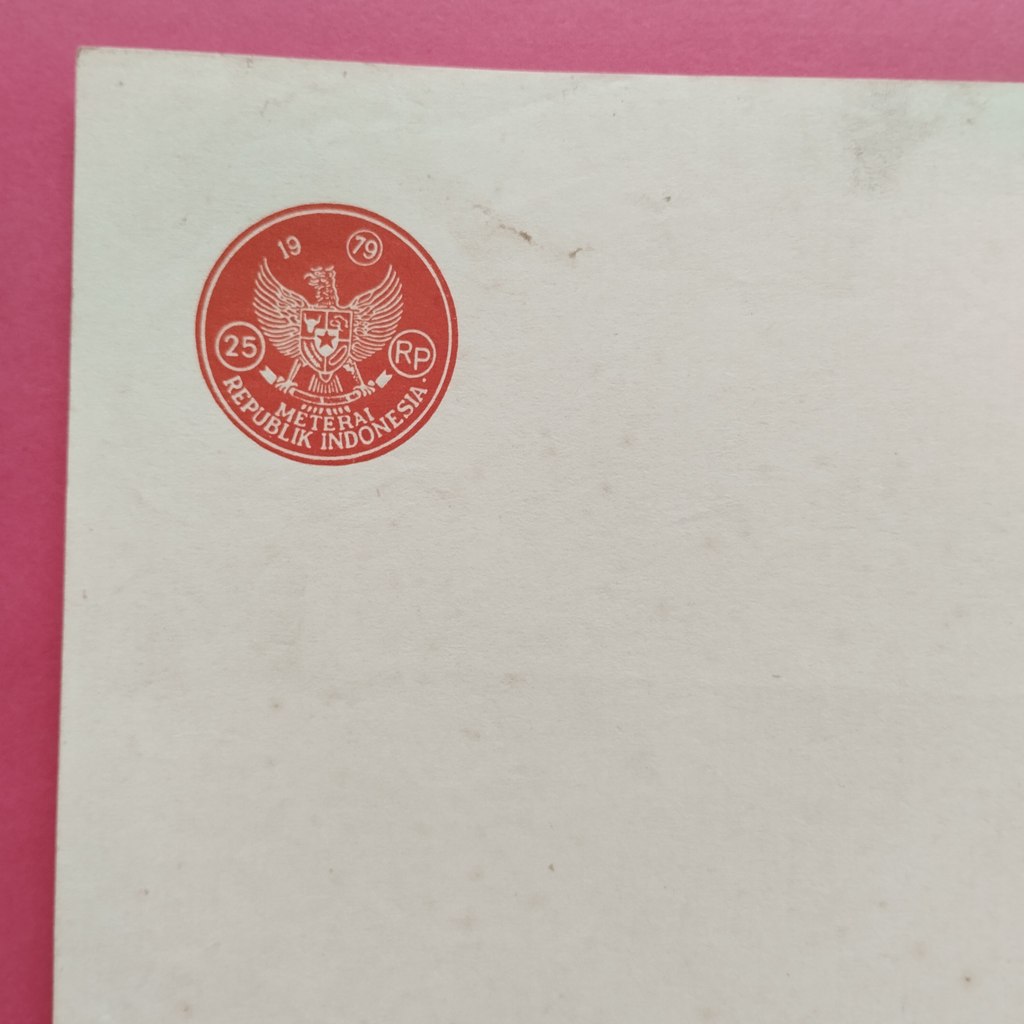 19 79
25 RP
METERAI
REPUBLIK INDONESIA